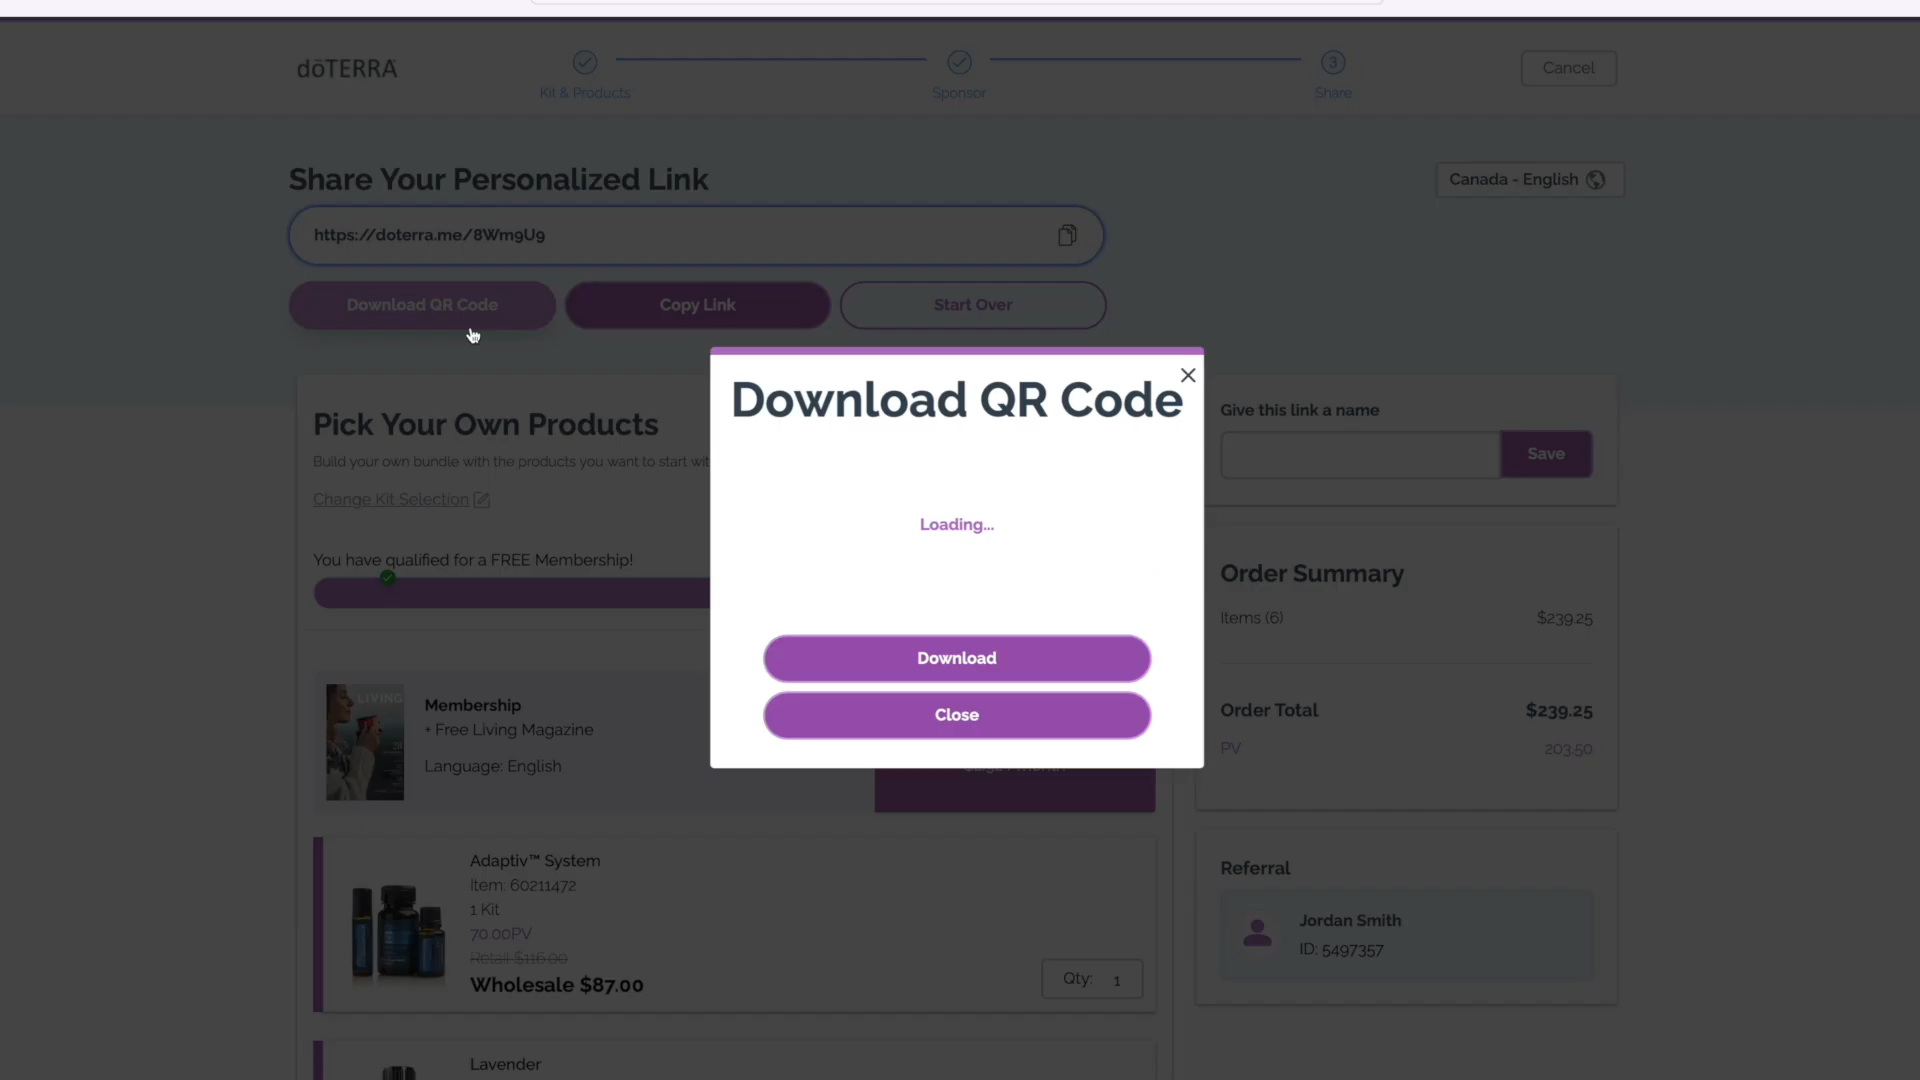 dōTERRA
Kit & Products
Sponsor
3
Share
Cancel
Share Your Personalized Link
Canada - English
https://doterra.me/8Wm9U9
Download QR Code
Copy Link
Start Over
Download QR Code
Loading...
Download
Close
Pick Your Own Products
Build your own bundle with the products you want to start
Change Kit Selection
You have qualified for a FREE Membership!
LIVING
Membership
+ Free Living Magazine
Language: English
Adaptiv™ System
Item: 60211472
1 Kit
70.00PV
Retail $116.00
Wholesale $87.00
Qty: 1
Lavender
Give this link a name
Save
Order Summary
Items (6) $239.25
Order Total $239.25
PV 203.50
Referral
Jordan Smith
ID: 5497357